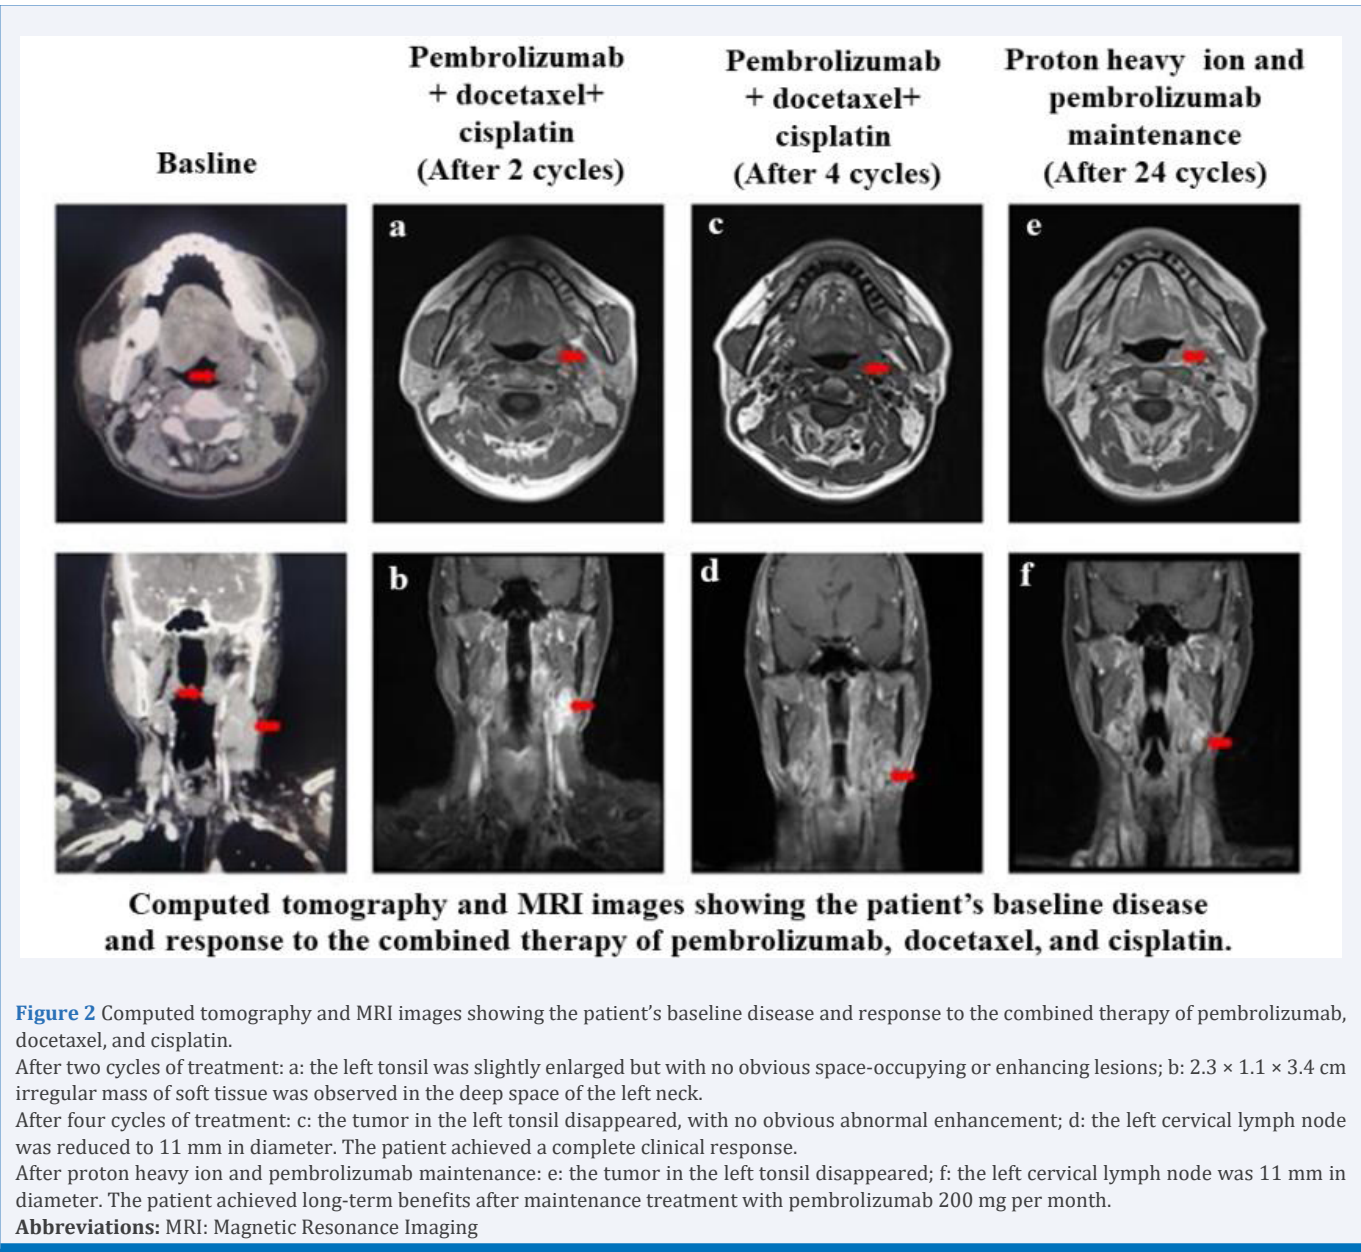 Basline
Pembrolizumab
+ docetaxel+
cisplatin
(After 2 cycles)
Pembrolizumab
+ docetaxel+
cisplatin
(After 4 cycles)
Proton heavy ion and
pembrolizumab
maintenance
(After 24 cycles)
a
c
e
b
d
f
Computed tomography and MRI images showing the patient’s baseline disease
and response to the combined therapy of pembrolizumab, docetaxel, and cisplatin.
Figure 2 Computed tomography and MRI images showing the patient’s baseline disease and response to the combined therapy of pembrolizumab,
docetaxel, and cisplatin.
After two cycles of treatment: a: the left tonsil was slightly enlarged but with no obvious space-occupying or enhancing lesions; b: 2.3 × 1.1 × 3.4 cm
irregular mass of soft tissue was observed in the deep space of the left neck.
After four cycles of treatment: c: the tumor in the left tonsil disappeared, with no obvious abnormal enhancement; d: the left cervical lymph node
was reduced to 11 mm in diameter. The patient achieved a complete clinical response.
After proton heavy ion and pembrolizumab maintenance: e: the tumor in the left tonsil disappeared; f: the left cervical lymph node was 11 mm in
diameter. The patient achieved long-term benefits after maintenance treatment with pembrolizumab 200 mg per month.
Abbreviations: MRI: Magnetic Resonance Imaging